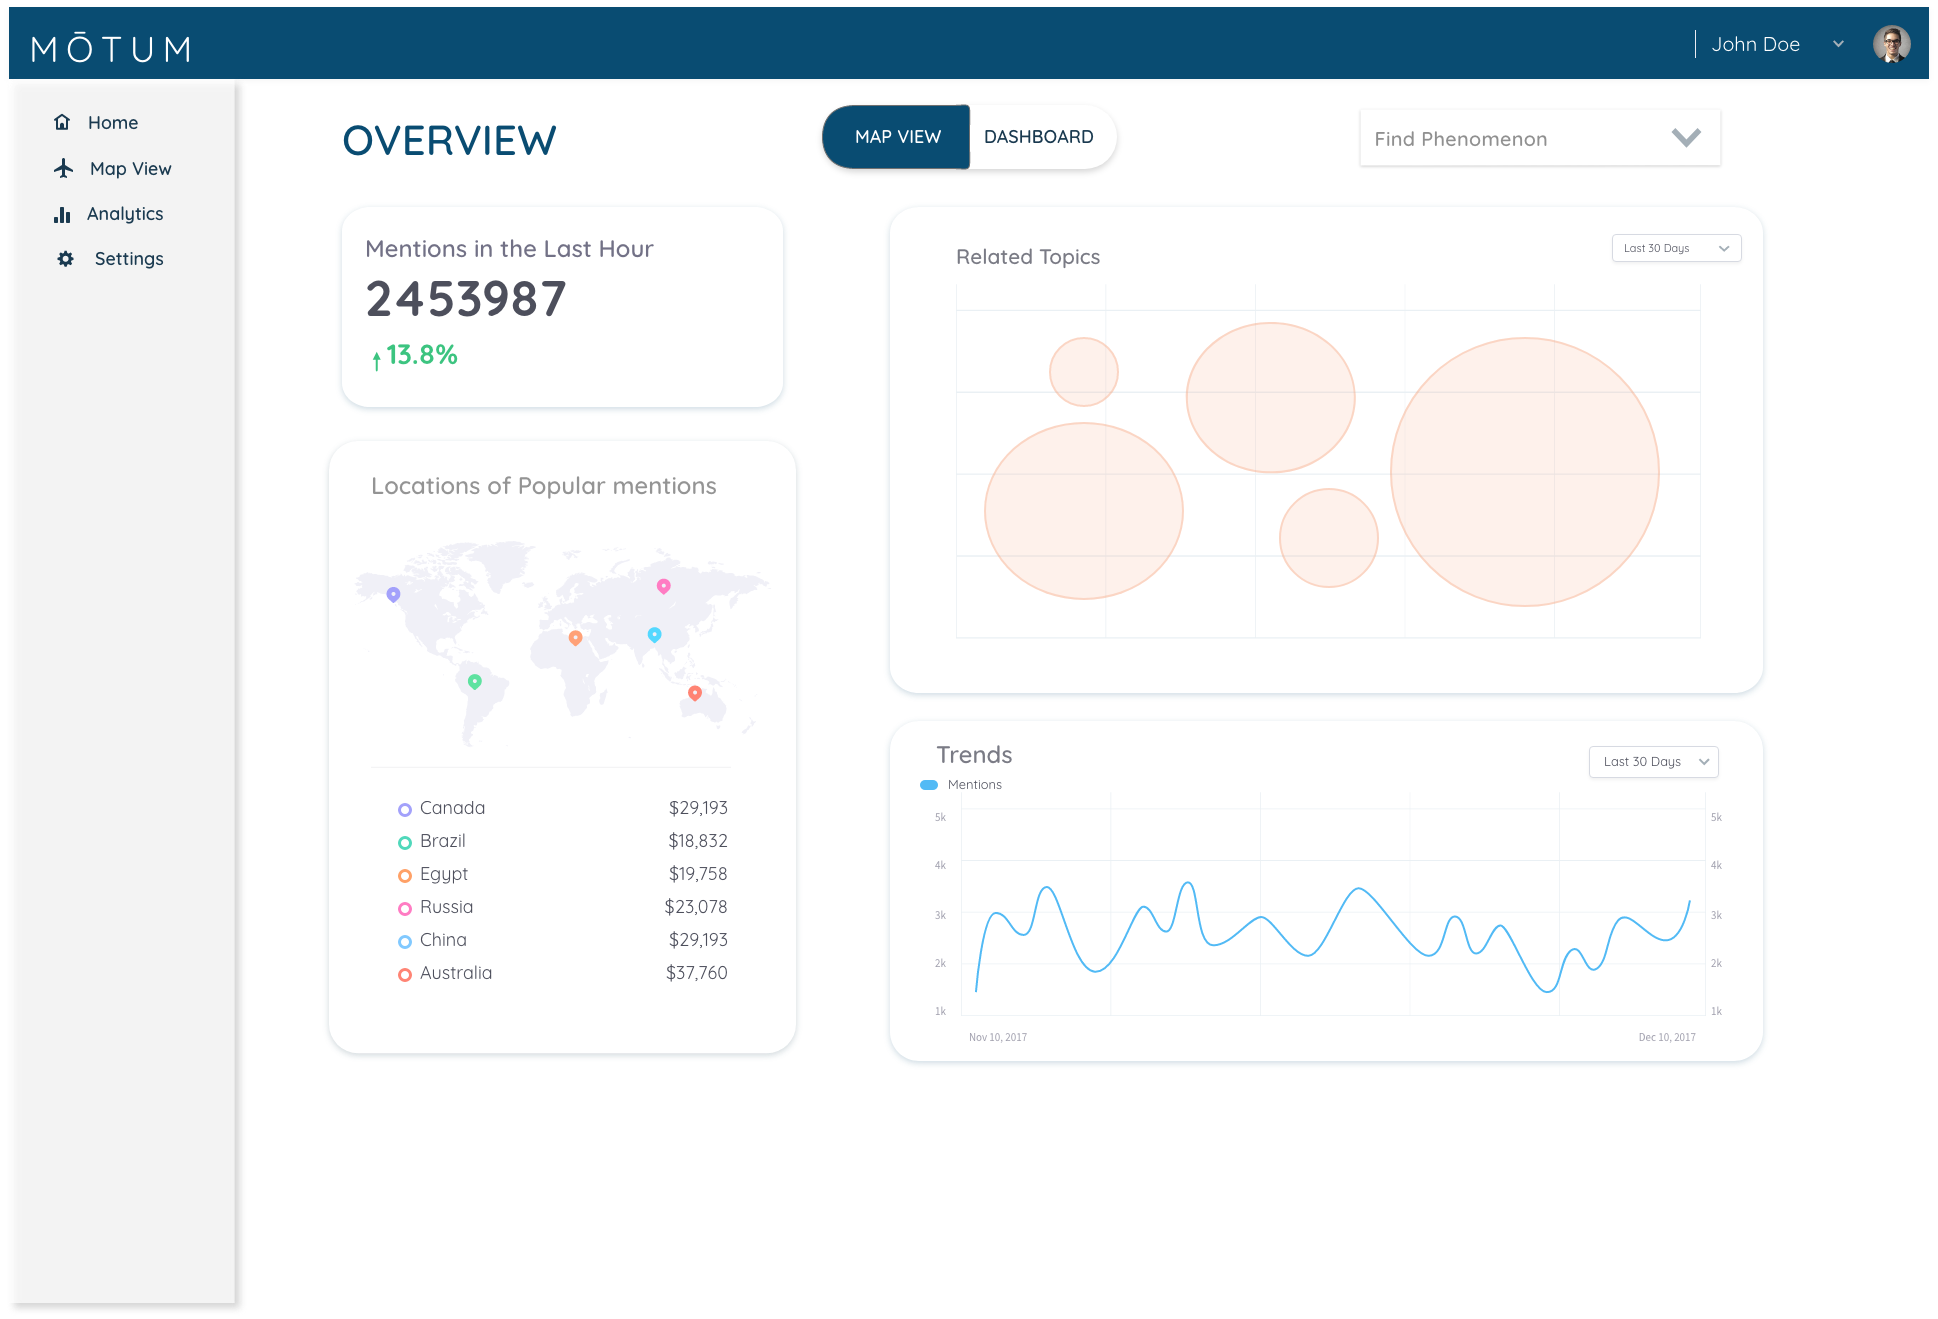 MŌTUM
John Doe
Home
Map View
Analytics
Settings
OVERVIEW
MAP VIEW
DASHBOARD
Find Phenomenon
Mentions in the Last Hour
2453987
↑13.8%
Locations of Popular mentions
Canada $29,193
Brazil $18,832
Egypt $19,758
Russia $23,078
China $29,193
Australia $37,760
Related Topics
Last 30 Days
Trends
Last 30 Days
Mentions
5k 5k
4k 4k
3k 3k
2k 2k
1k 1k
Nov 10, 2017 Dec 10, 2017